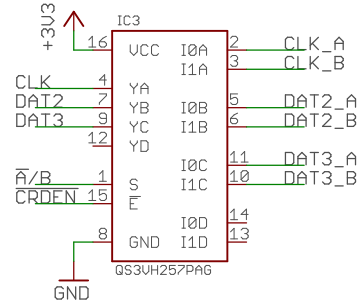 +3V3
IC3
16 VCC I0A 2 CLK_A
I1A 3 CLK_B
CLK 4 YA
DAT2 7 YB I0B 5 DAT2_A
DAT3 9 YC I1B 6 DAT2_B
12 YD
I0C 11 DAT3_A
A̅/B 1 S I1C 10 DAT3_B
C̅R̅D̅E̅N̅ 15 E̅
I0D 14
8 GND I1D 13
QS3VH257PAG
GND